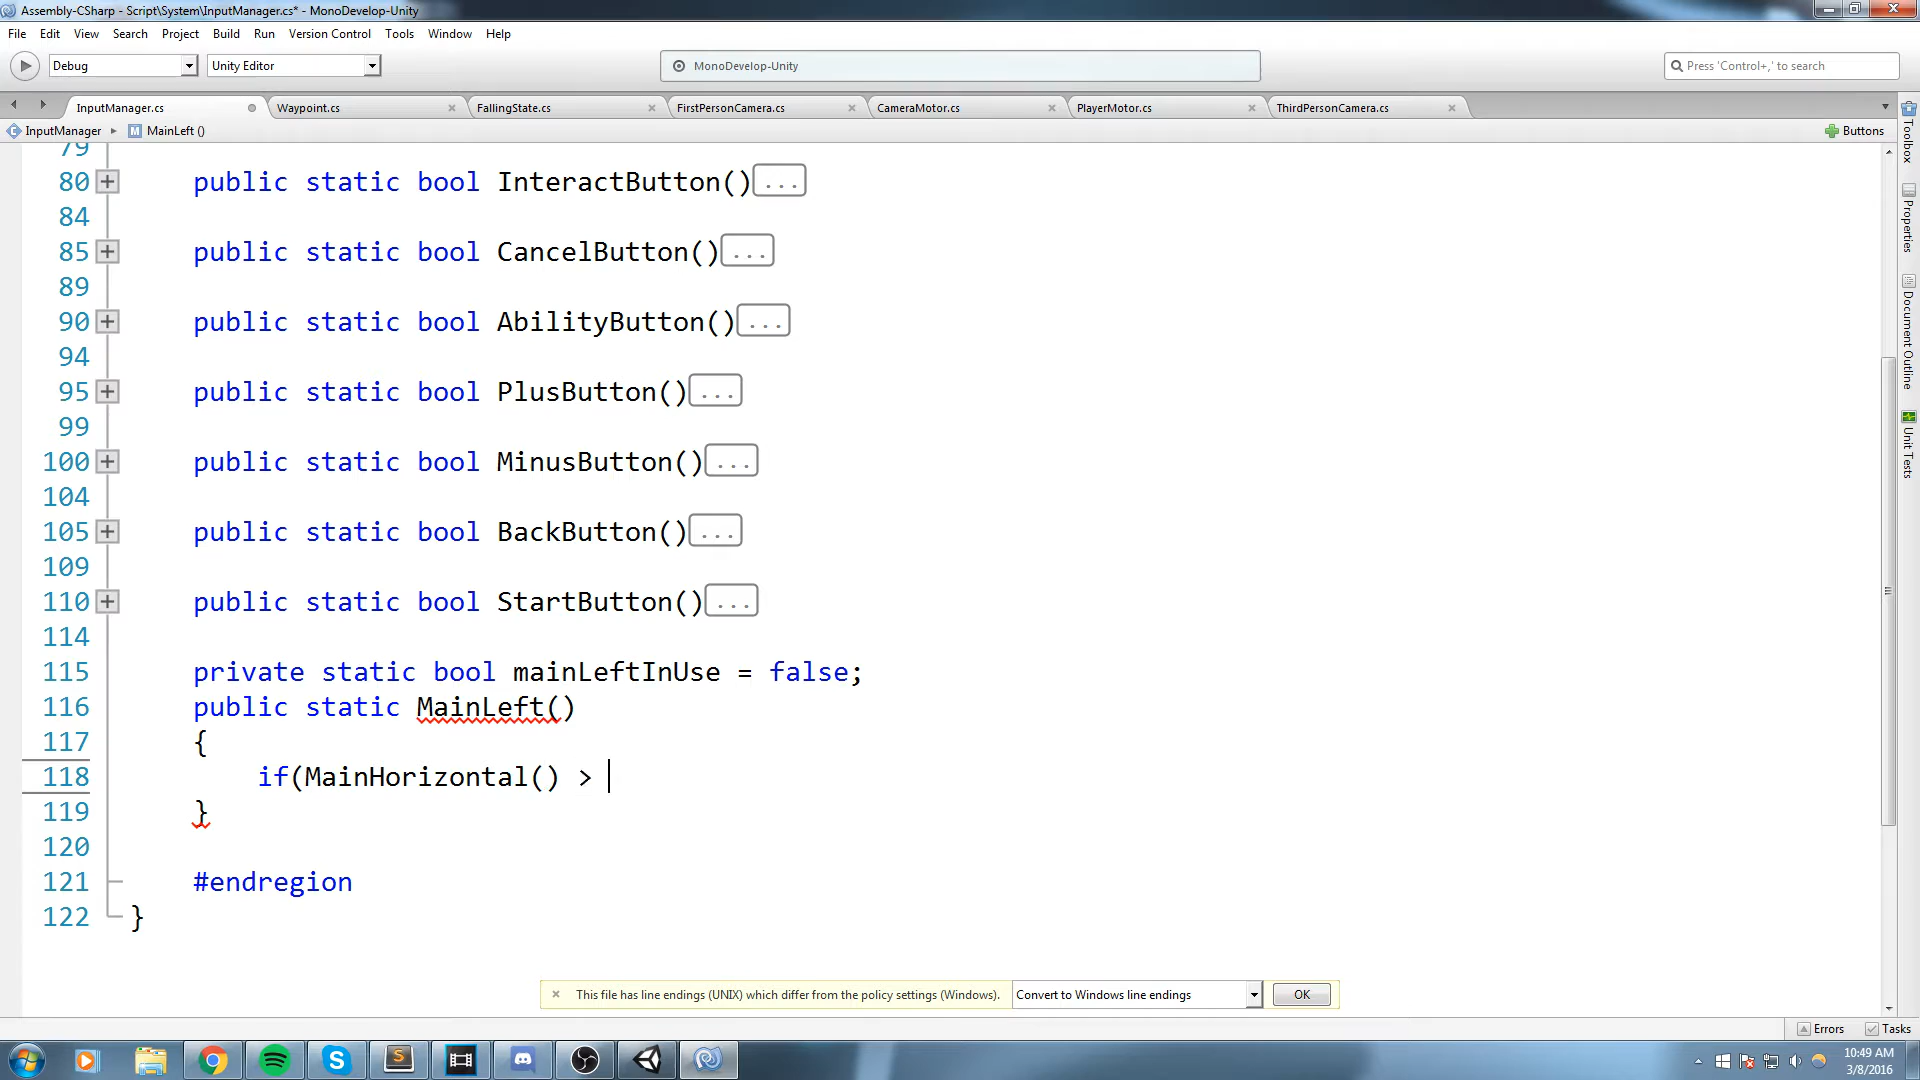 Assembly-CSharp - Script\System\InputManager.cs* - MonoDevelop-Unity
File Edit View Search Project Build Run Version Control Tools Window Help
Debug Unity Editor MonoDevelop-Unity Press 'Control+,' to search
InputManager.cs Waypoint.cs FallingState.cs FirstPersonCamera.cs CameraMotor.cs PlayerMotor.cs ThirdPersonCamera.cs
InputManager MainLeft () Buttons
79
80 public static bool InteractButton()...
84
85 public static bool CancelButton()...
89
90 public static bool AbilityButton()...
94
95 public static bool PlusButton()...
99
100 public static bool MinusButton()...
104
105 public static bool BackButton()...
109
110 public static bool StartButton()...
114
115 private static bool mainLeftInUse = false;
116 public static MainLeft()
117 {
118 if(MainHorizontal() >
119 }
120
121 #endregion
122 }
Toolbox
Properties
Document Outline
Unit Tests
This file has line endings (UNIX) which differ from the policy settings (Windows). Convert to Windows line endings OK
Errors Tasks
10:49 AM
3/8/2016